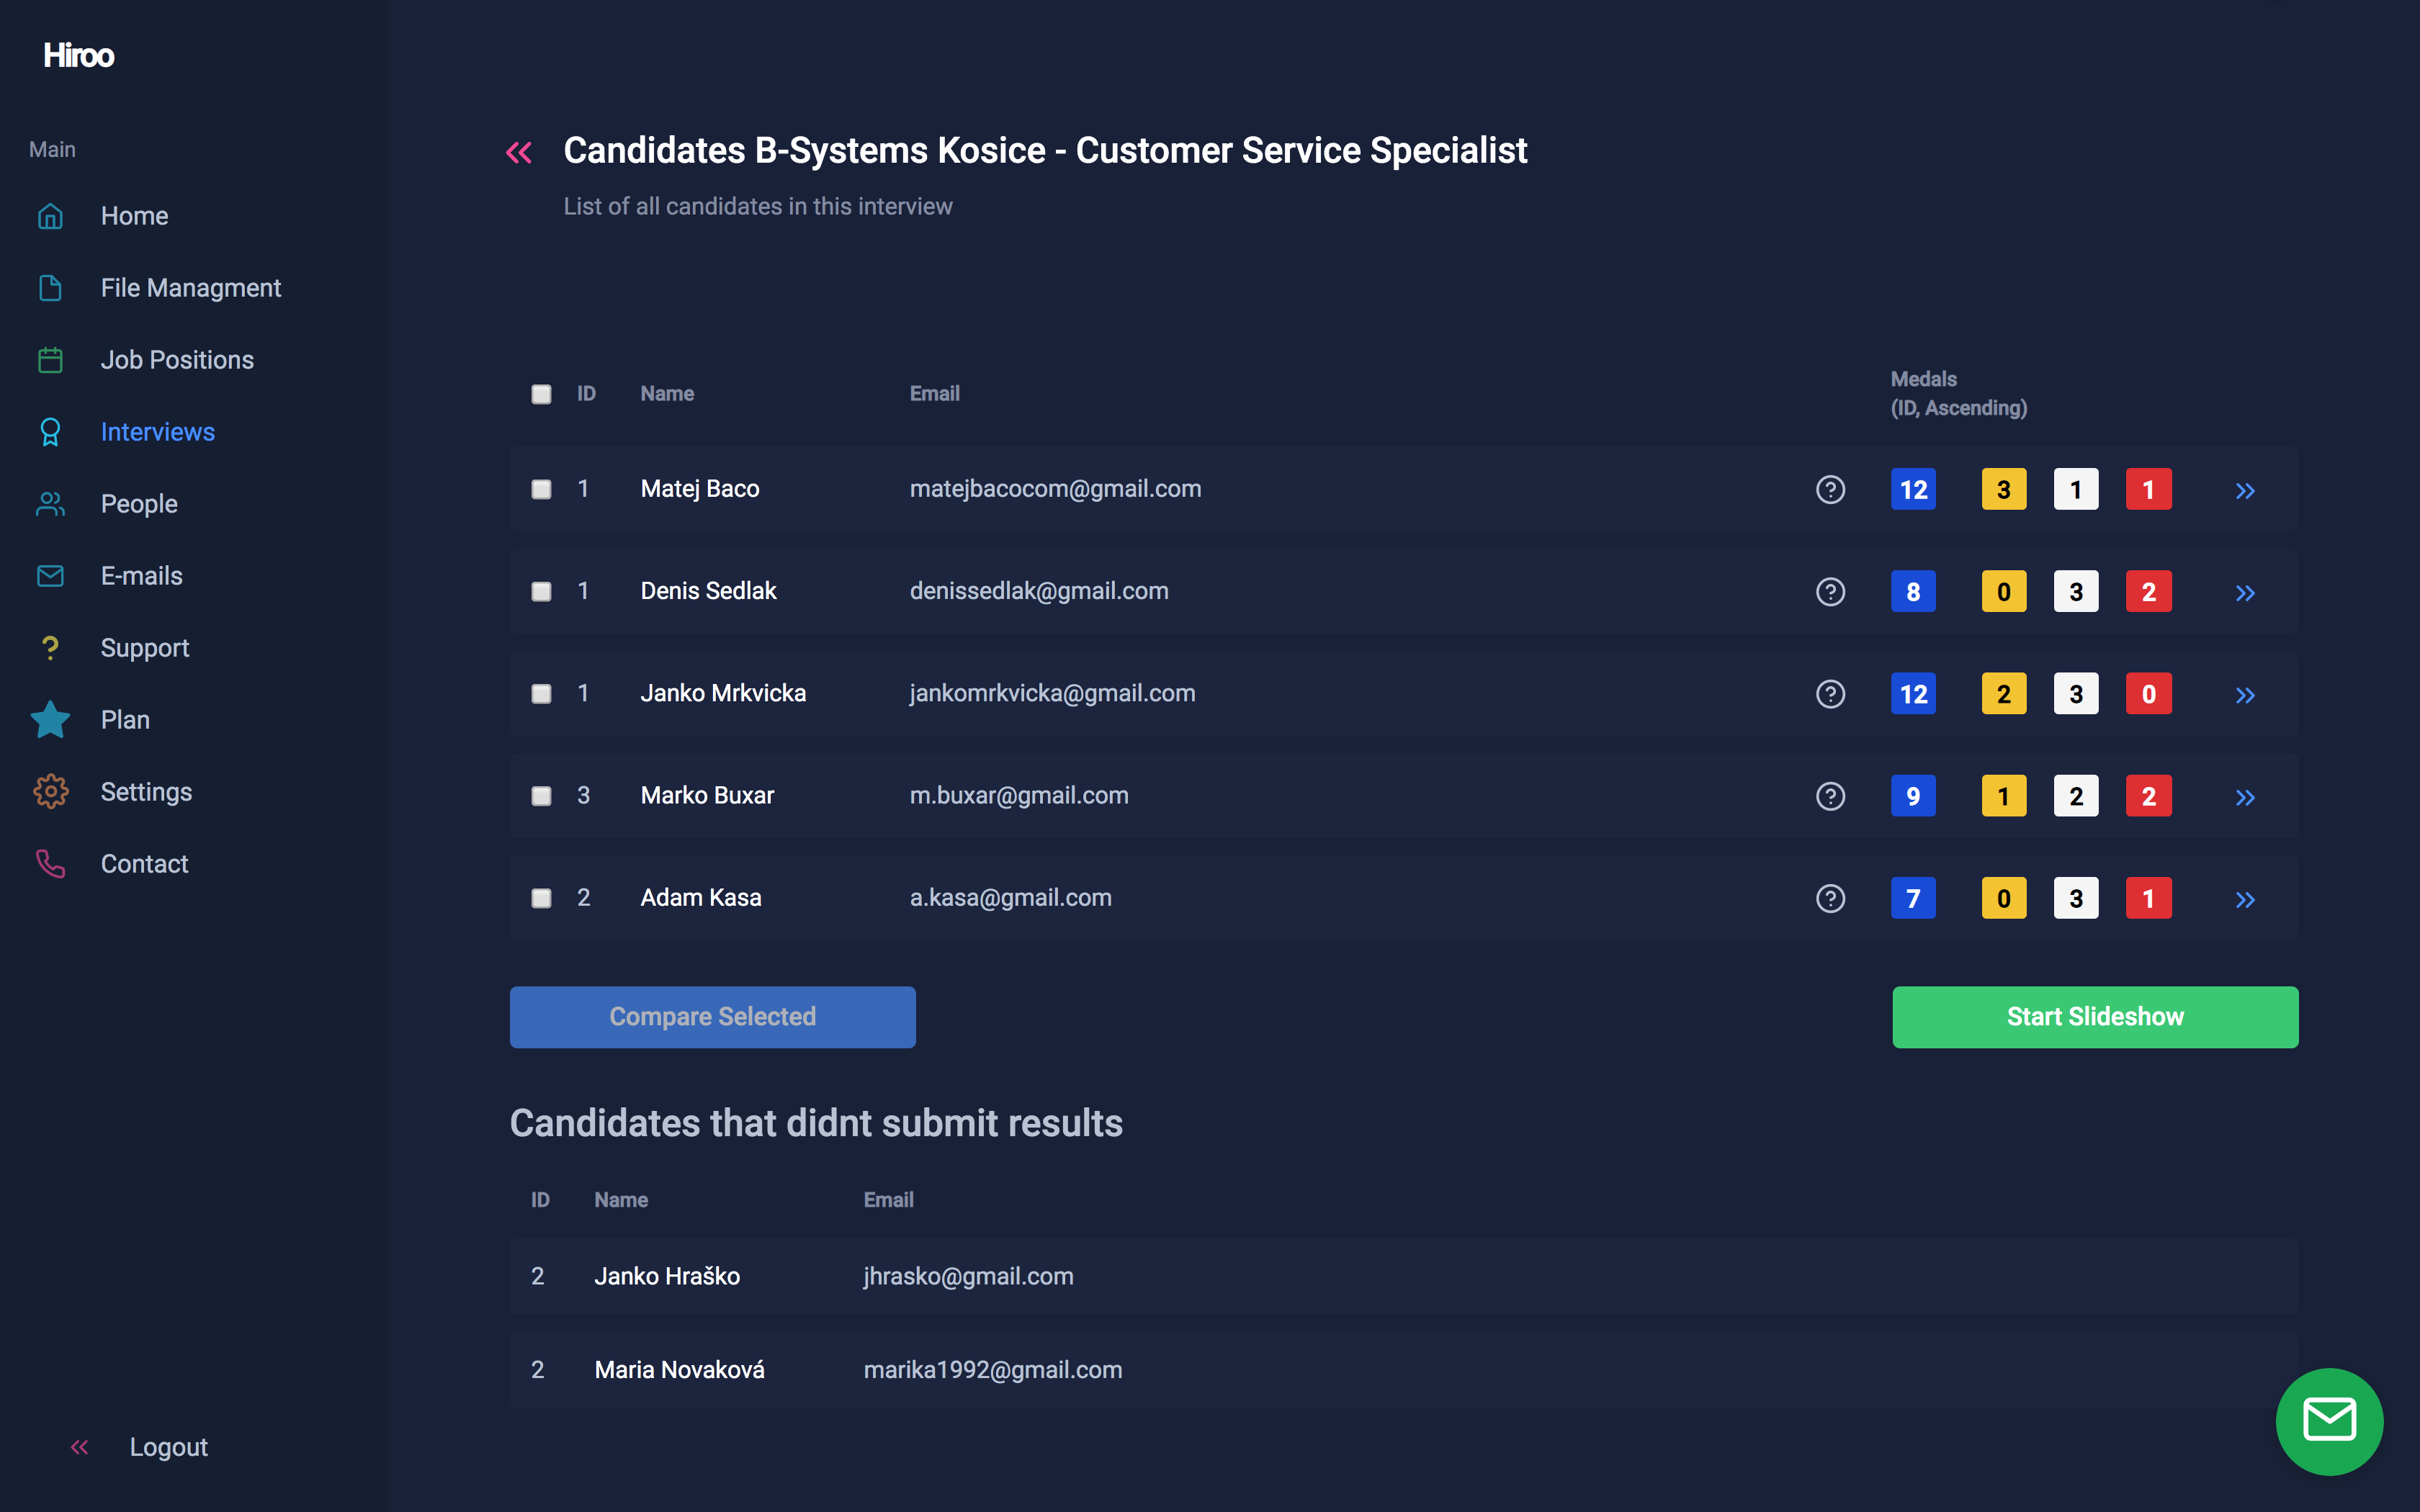 Hiroo
Main
Home
File Managment
Job Positions
Interviews
People
E-mails
Support
Plan
Settings
Contact
Logout
Candidates B-Systems Kosice - Customer Service Specialist
List of all candidates in this interview
ID Name Email Medals
(ID, Ascending)
1 Matej Baco matejbacocom@gmail.com 12 3 1 1
1 Denis Sedlak denissedlak@gmail.com 8 0 3 2
1 Janko Mrkvicka jankomrkvicka@gmail.com 12 2 3 0
3 Marko Buxar m.buxar@gmail.com 9 1 2 2
2 Adam Kasa a.kasa@gmail.com 7 0 3 1
Compare Selected Start Slideshow
Candidates that didnt submit results
ID Name Email
2 Janko Hraško jhrasko@gmail.com
2 Maria Novaková marika1992@gmail.com